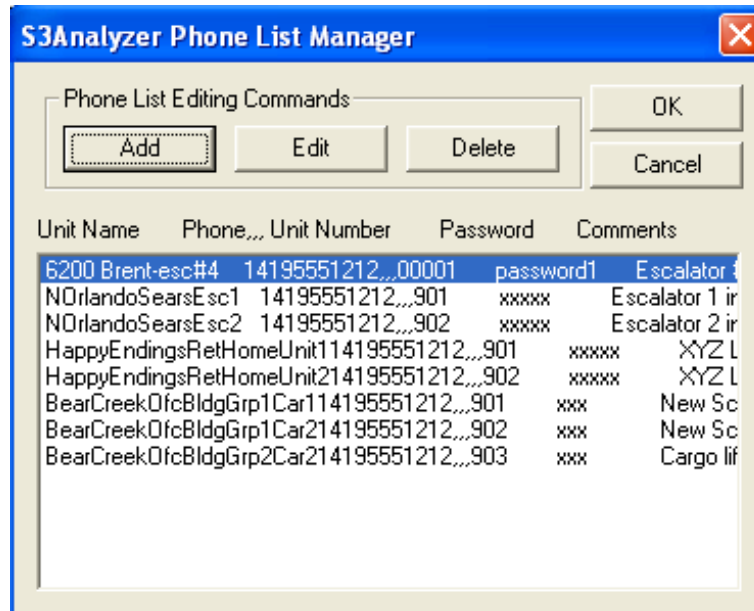 S3Analyzer Phone List Manager
Phone List Editing Commands
Add Edit Delete
OK
Cancel
Unit Name Phone,,, Unit Number Password Comments
6200 Brent-esc#4 14195551212,,,00001 password1 Escalator #
NOrlandoSearsEsc1 14195551212,,,901 xxxxx Escalator 1 in
NOrlandoSearsEsc2 14195551212,,,902 xxxxx Escalator 2 in
HappyEndingsRetHomeUnit114195551212,,,901 xxxxx XYZ L
HappyEndingsRetHomeUnit214195551212,,,902 xxxxx XYZ L
BearCreekOfcBldgGrp1Car114195551212,,,901 xxx New Sc
BearCreekOfcBldgGrp1Car214195551212,,,902 xxx New Sc
BearCreekOfcBldgGrp2Car214195551212,,,903 xxx Cargo lif